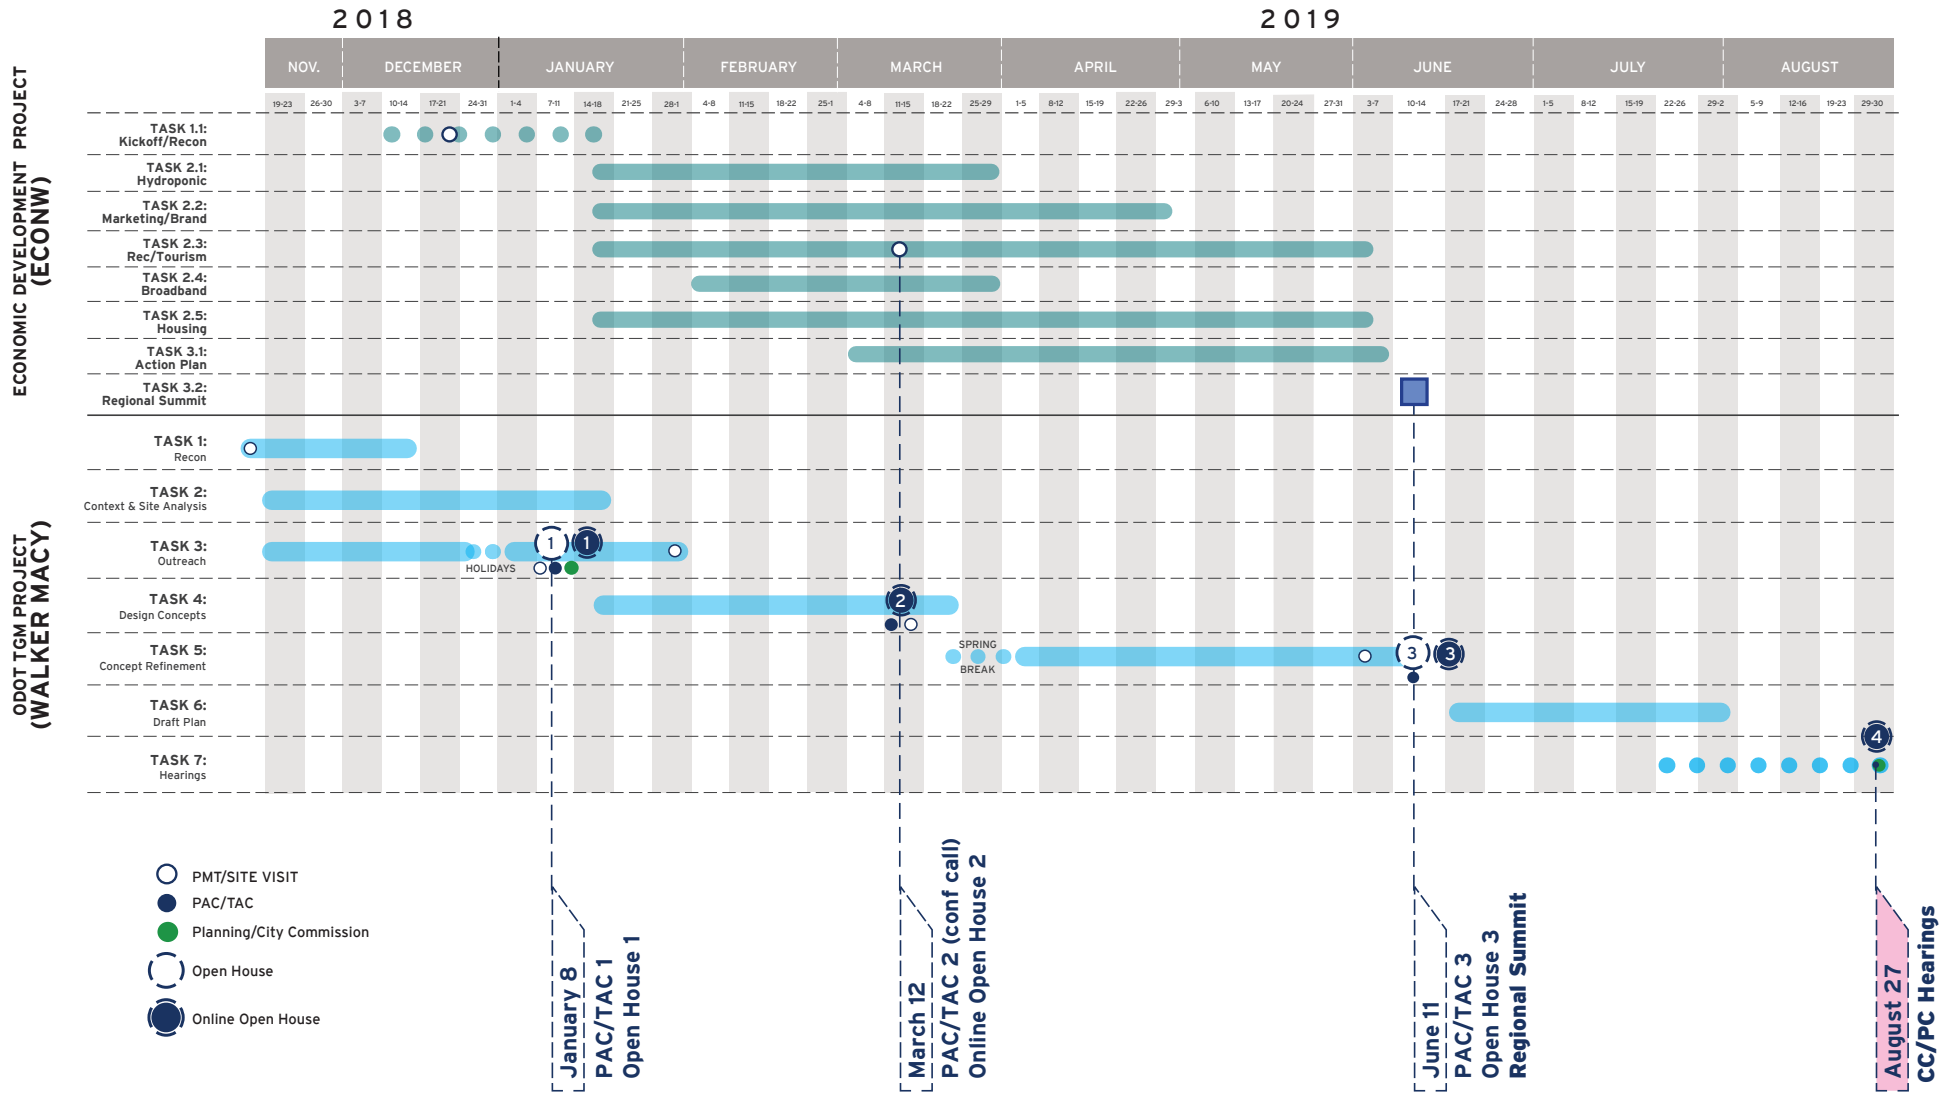 2018
2019
NOV.
DECEMBER
JANUARY
FEBRUARY
MARCH
APRIL
MAY
JUNE
JULY
AUGUST
19-23 26-30 3-7 10-14 17-21 24-31 1-4 7-11 14-18 21-25 28-1 4-8 11-15 18-22 25-1 4-8 11-15 18-22 25-29 1-5 8-12 15-19 22-26 29-3 6-10 13-17 20-24 27-31 3-7 10-14 17-21 24-28 1-5 8-12 15-19 22-26 29-2 5-9 12-16 19-23 29-30
ECONOMIC DEVELOPMENT PROJECT
(ECONW)
TASK 1.1:
Kickoff/Recon
TASK 2.1:
Hydroponic
TASK 2.2:
Marketing/Brand
TASK 2.3:
Rec/Tourism
TASK 2.4:
Broadband
TASK 2.5:
Housing
TASK 3.1:
Action Plan
TASK 3.2:
Regional Summit
ODOT TGM PROJECT
(WALKER MACY)
TASK 1:
Recon
TASK 2:
Context & Site Analysis
TASK 3:
Outreach
1
1
HOLIDAYS
TASK 4:
Design Concepts
2
TASK 5:
Concept Refinement
SPRING
BREAK
3
3
TASK 6:
Draft Plan
TASK 7:
Hearings
4
PMT/SITE VISIT
PAC/TAC
Planning/City Commission
Open House
Online Open House
January 8
PAC/TAC 1
Open House 1
March 12
PAC/TAC 2 (conf call)
Online Open House 2
June 11
PAC/TAC 3
Open House 3
Regional Summit
August 27
CC/PC Hearings